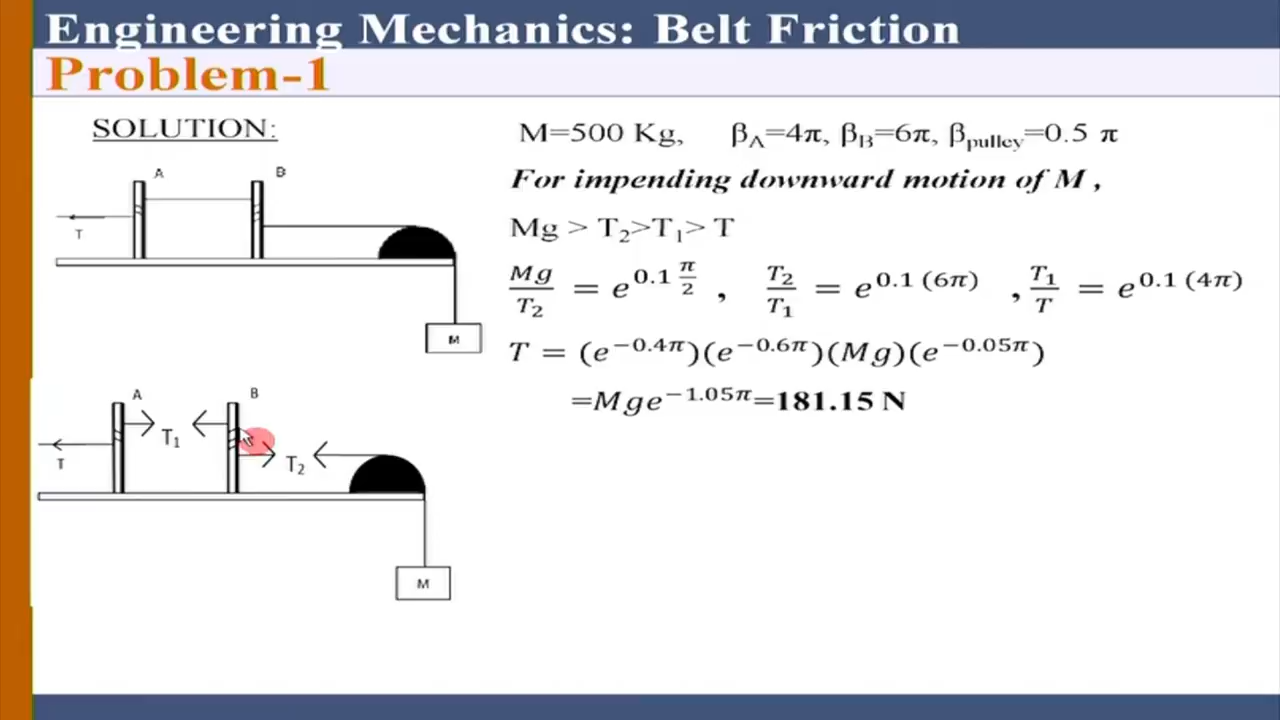 Engineering Mechanics: Belt Friction
Problem-1
SOLUTION:
A
B
T
M
A
B
T₁
T
T₂
M
M=500 Kg, β_A=4π, β_B=6π, β_pulley=0.5 π
For impending downward motion of M ,
Mg > T₂>T₁> T
Mg/T₂ = e^(0.1 π/2) , T₂/T₁ = e^(0.1 (6π)) , T₁/T = e^(0.1 (4π))
T = (e^(−0.4π))(e^(−0.6π))(Mg)(e^(−0.05π))
=Mge^(−1.05π)=181.15 N